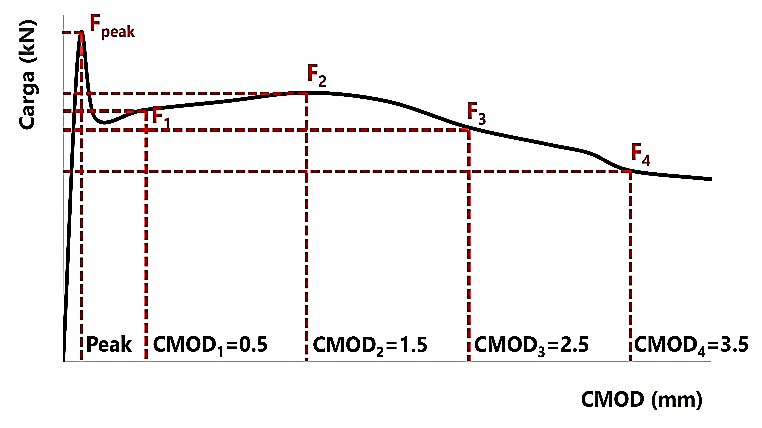 Carga (kN)
Fpeak
F2
F1
F3
F4
Peak
CMOD1=0.5
CMOD2=1.5
CMOD3=2.5
CMOD4=3.5
CMOD (mm)